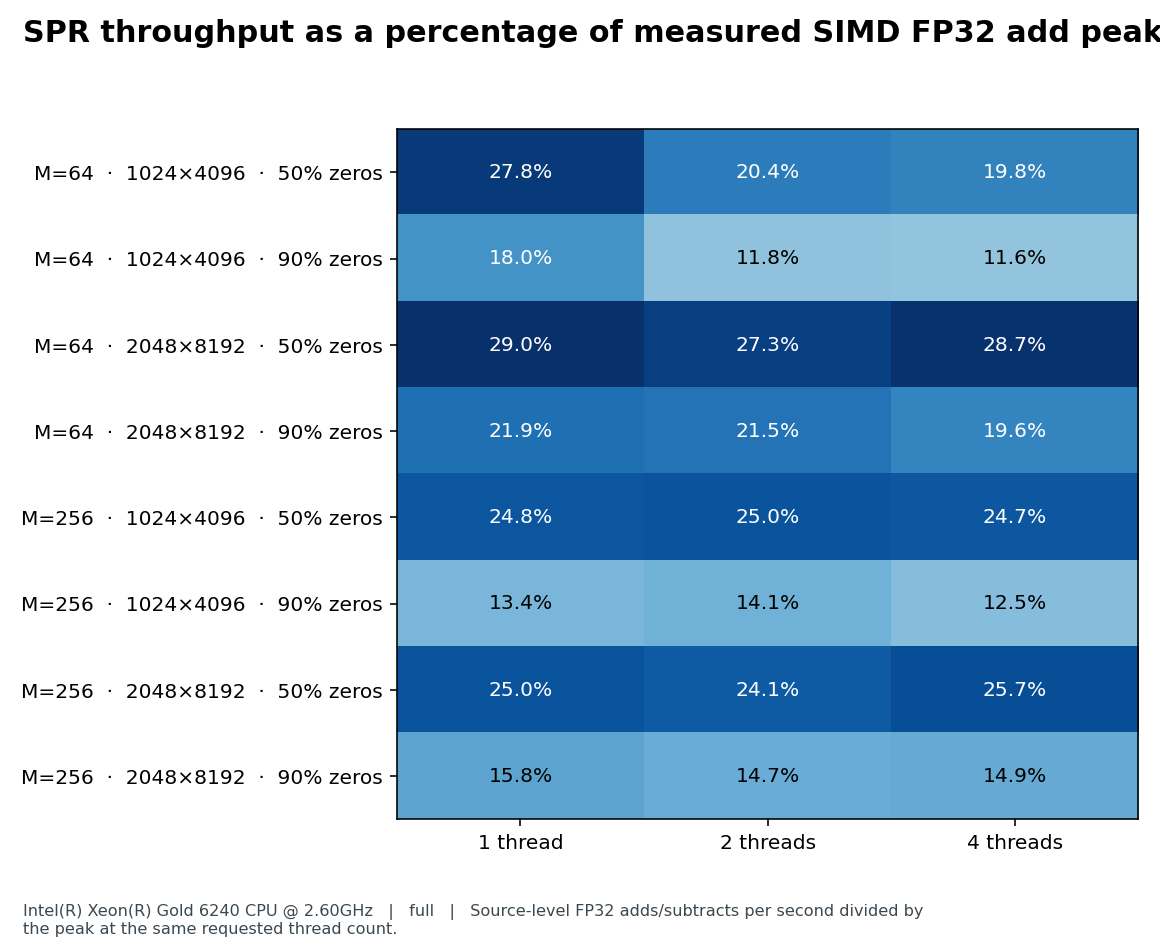 SPR throughput as a percentage of measured SIMD FP32 add peak
M=64 · 1024×4096 · 50% zeros 27.8% 20.4% 19.8%
M=64 · 1024×4096 · 90% zeros 18.0% 11.8% 11.6%
M=64 · 2048×8192 · 50% zeros 29.0% 27.3% 28.7%
M=64 · 2048×8192 · 90% zeros 21.9% 21.5% 19.6%
M=256 · 1024×4096 · 50% zeros 24.8% 25.0% 24.7%
M=256 · 1024×4096 · 90% zeros 13.4% 14.1% 12.5%
M=256 · 2048×8192 · 50% zeros 25.0% 24.1% 25.7%
M=256 · 2048×8192 · 90% zeros 15.8% 14.7% 14.9%
1 thread 2 threads 4 threads
Intel(R) Xeon(R) Gold 6240 CPU @ 2.60GHz | full | Source-level FP32 adds/subtracts per second divided by
the peak at the same requested thread count.